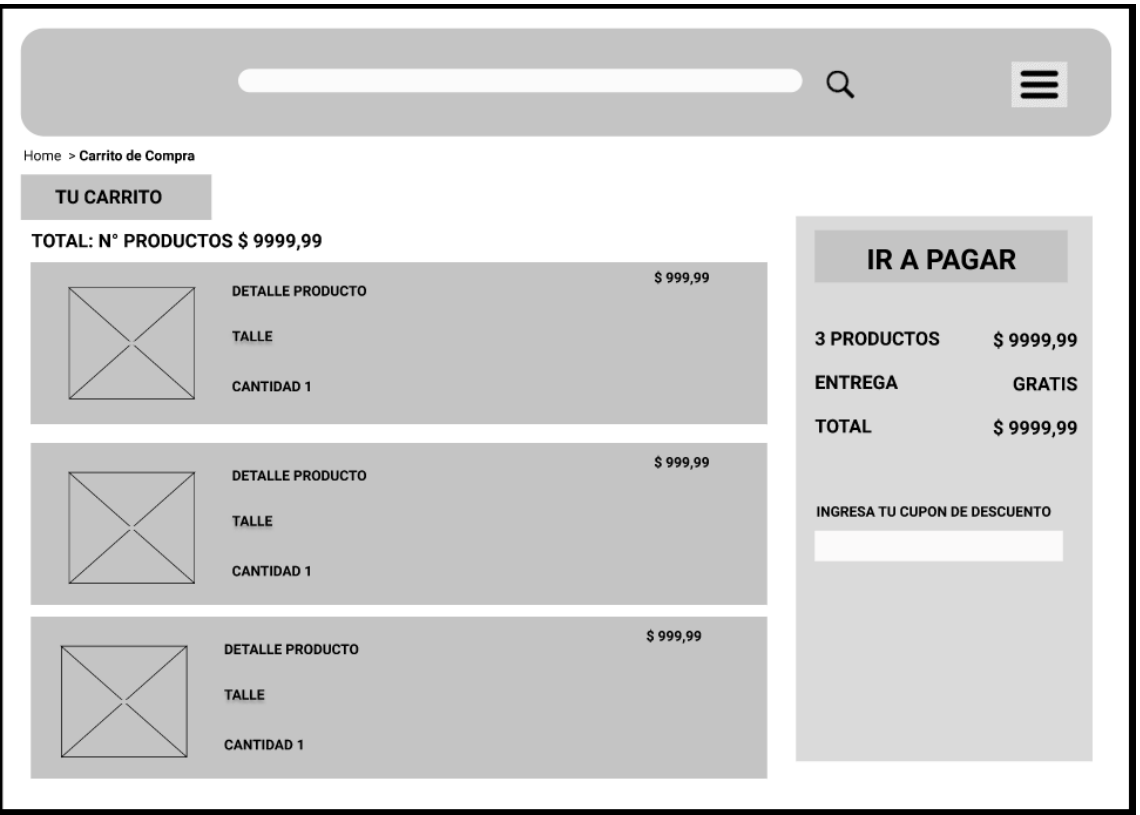 Home > Carrito de Compra
TU CARRITO
TOTAL: N° PRODUCTOS $ 9999,99
DETALLE PRODUCTO
$ 999,99
TALLE
CANTIDAD 1
DETALLE PRODUCTO
$ 999,99
TALLE
CANTIDAD 1
DETALLE PRODUCTO
$ 999,99
TALLE
CANTIDAD 1
IR A PAGAR
3 PRODUCTOS $ 9999,99
ENTREGA GRATIS
TOTAL $ 9999,99
INGRESA TU CUPON DE DESCUENTO